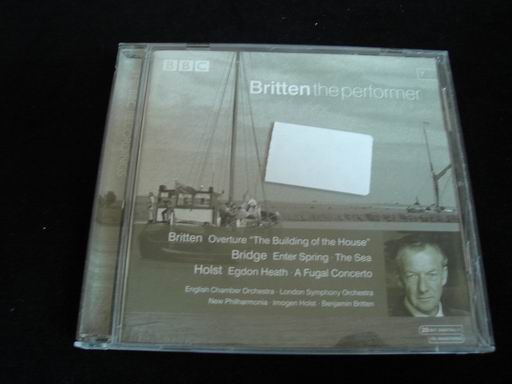 BBC
Britten the performer
7
Britten Overture "The Building of the House"
Bridge Enter Spring · The Sea
Holst Egdon Heath · A Fugal Concerto
English Chamber Orchestra · London Symphony Orchestra
New Philharmonia · Imogen Holst · Benjamin Britten